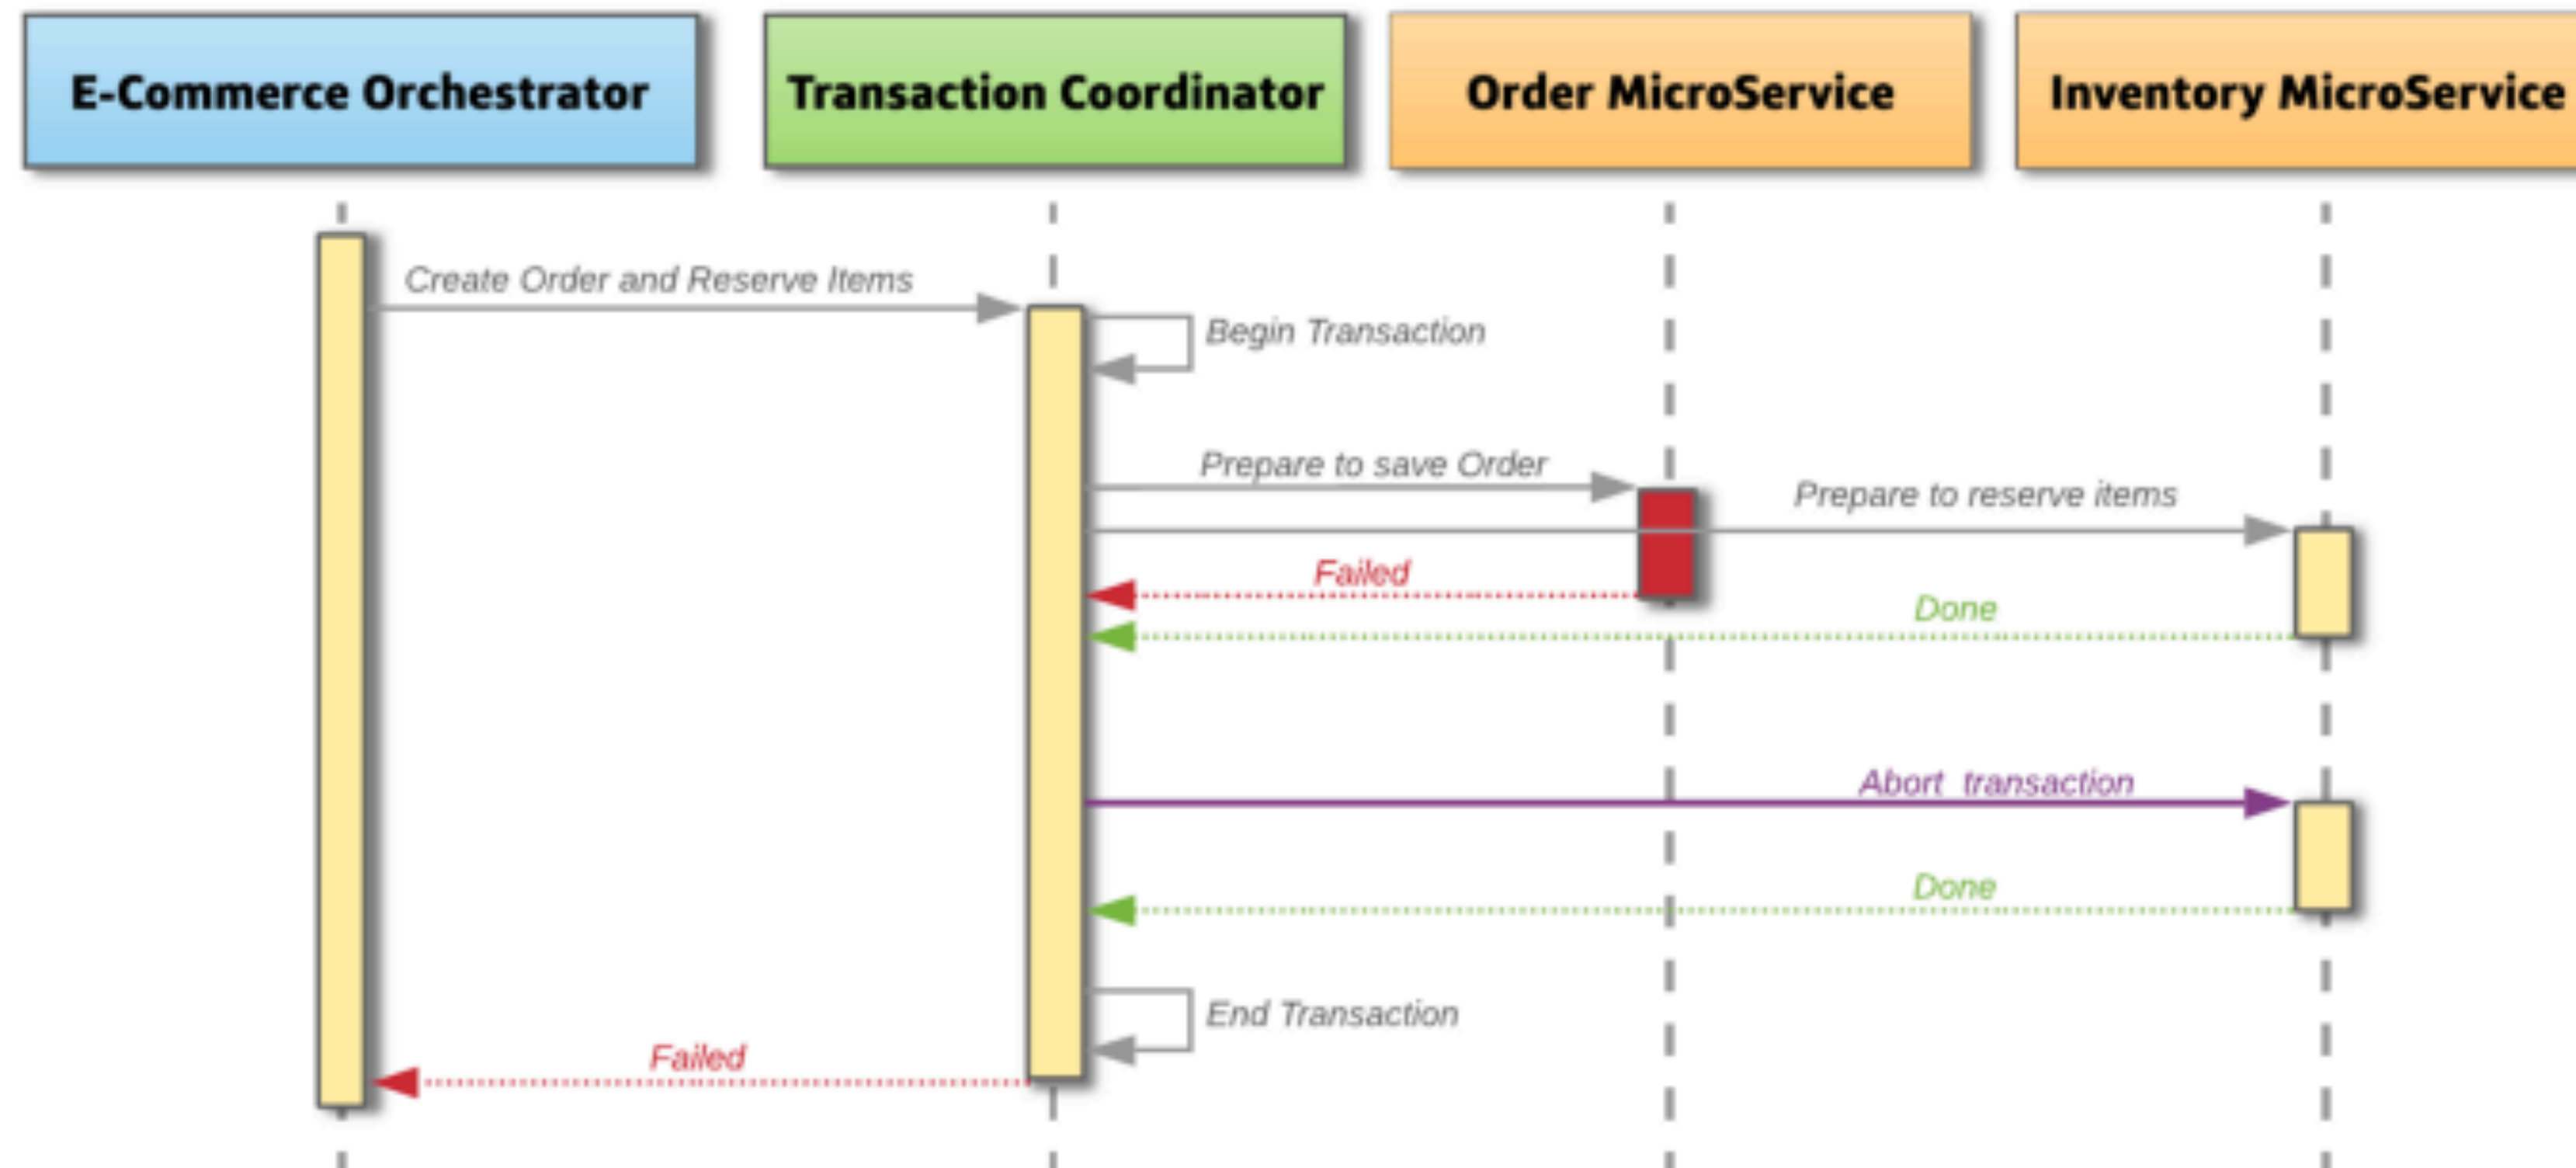 E-Commerce Orchestrator
Transaction Coordinator
Order MicroService
Inventory MicroService
Create Order and Reserve Items
Begin Transaction
Prepare to save Order
Prepare to reserve items
Failed
Done
Abort transaction
Done
End Transaction
Failed